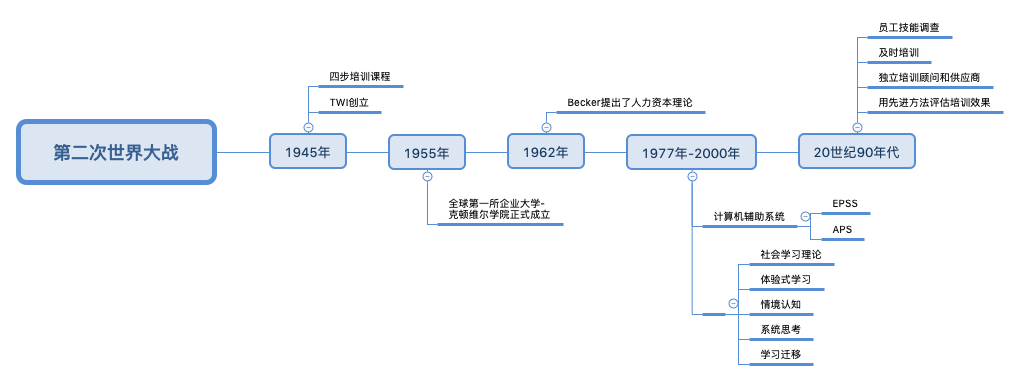 第二次世界大战
1945年
四步培训课程
TWI创立
1955年
全球第一所企业大学-
克顿维尔学院正式成立
1962年
Becker提出了人力资本理论
1977年-2000年
计算机辅助系统
EPSS
APS
社会学习理论
体验式学习
情境认知
系统思考
学习迁移
20世纪90年代
员工技能调查
及时培训
独立培训顾问和供应商
用先进方法评估培训效果